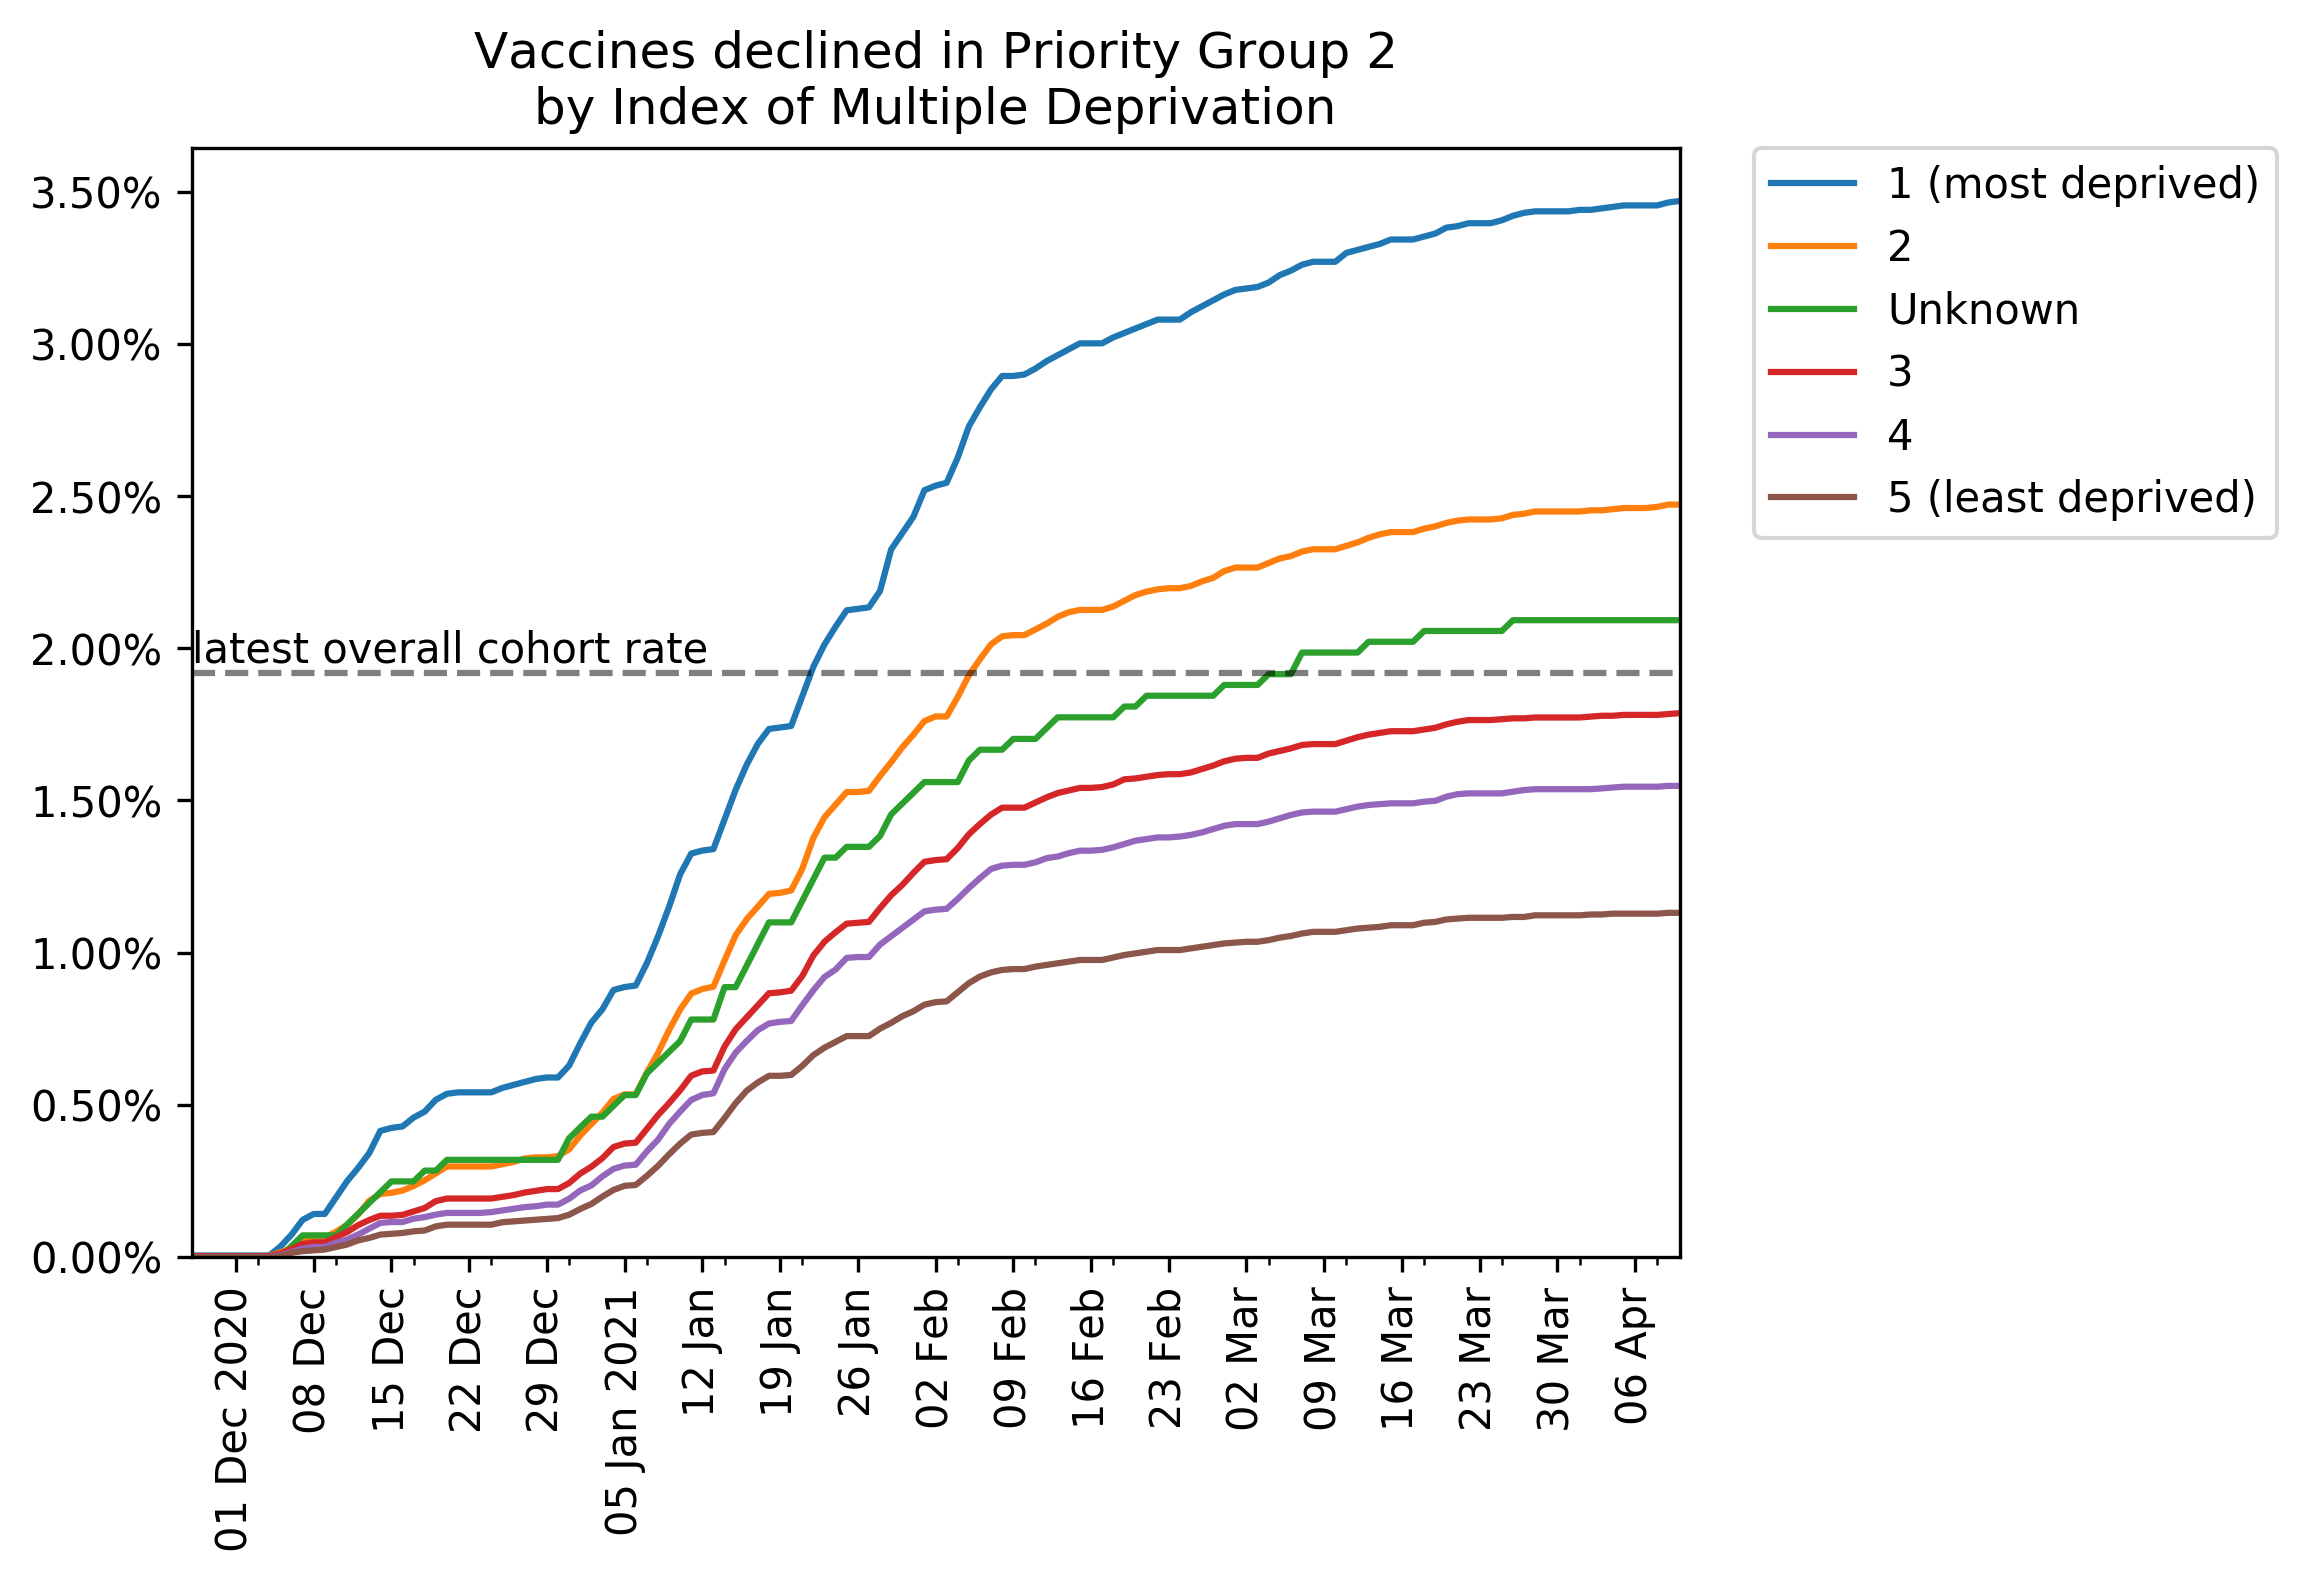 Vaccines declined in Priority Group 2
by Index of Multiple Deprivation
3.50%
3.00%
2.50%
2.00%
1.50%
1.00%
0.50%
0.00%
latest overall cohort rate
01 Dec 2020
08 Dec
15 Dec
22 Dec
29 Dec
05 Jan 2021
12 Jan
19 Jan
26 Jan
02 Feb
09 Feb
16 Feb
23 Feb
02 Mar
09 Mar
16 Mar
23 Mar
30 Mar
06 Apr
1 (most deprived)
2
Unknown
3
4
5 (least deprived)